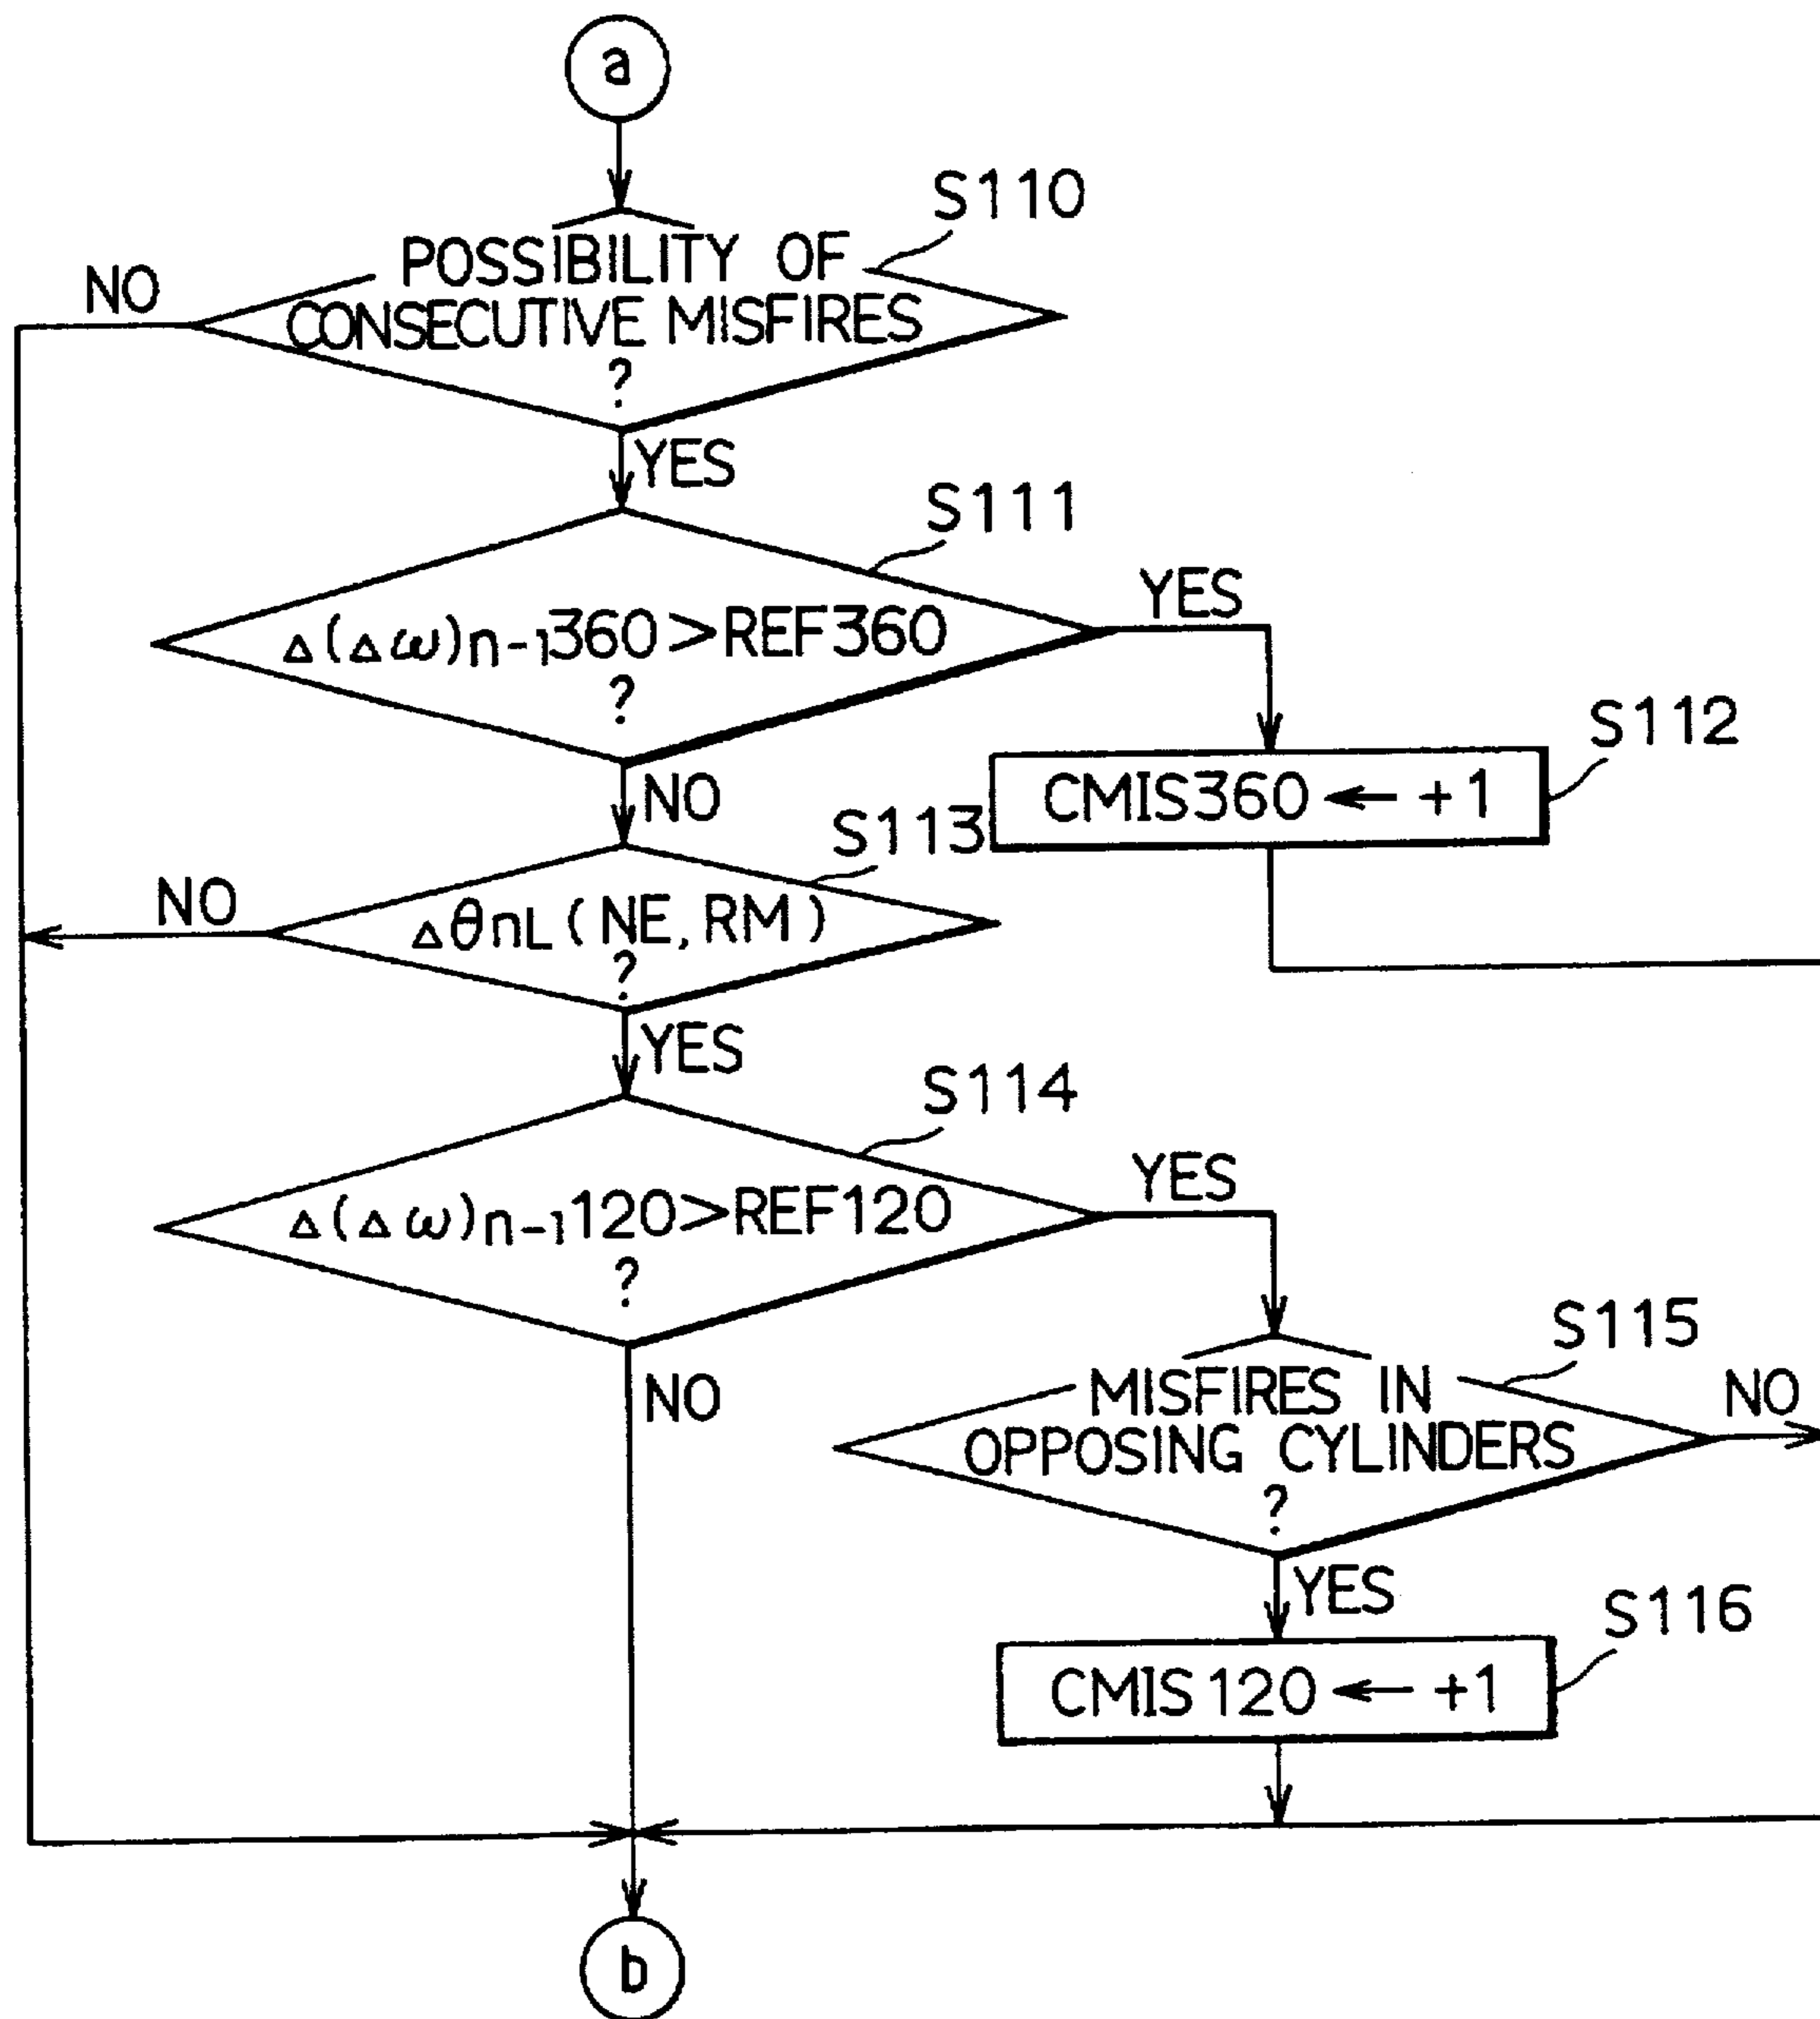 a
S110
POSSIBILITY OF
CONSECUTIVE MISFIRES
?
NO
YES
S111
Δ(Δω)n-1360>REF360
?
YES
S112
CMIS360 ← +1
NO
S113
ΔθnL(NE, RM)
?
NO
YES
S114
Δ(Δω)n-1120>REF120
?
YES
S115
MISFIRES IN
OPPOSING CYLINDERS
?
NO
NO
YES
S116
CMIS120 ← +1
b